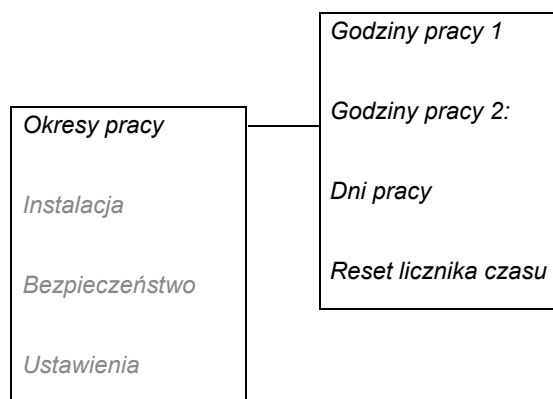 Godziny pracy 1
Godziny pracy 2:
Okresy pracy
Dni pracy
Instalacja
Reset licznika czasu
Bezpieczeństwo
Ustawienia